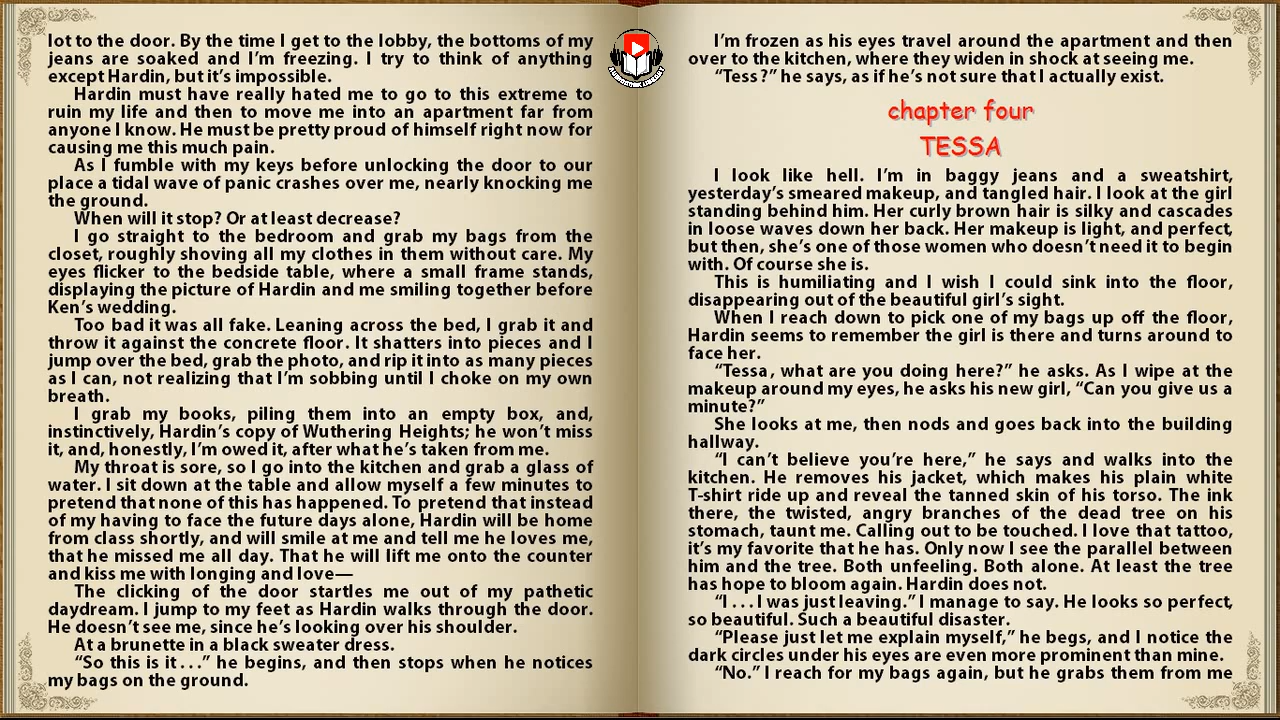 lot to the door. By the time I get to the lobby, the bottoms of my
jeans are soaked and I’m freezing. I try to think of anything
except Hardin, but it’s impossible.
Hardin must have really hated me to go to this extreme to
ruin my life and then to move me into an apartment far from
anyone I know. He must be pretty proud of himself right now for
causing me this much pain.
As I fumble with my keys before unlocking the door to our
place a tidal wave of panic crashes over me, nearly knocking me
the ground.
When will it stop? Or at least decrease?
I go straight to the bedroom and grab my bags from the
closet, roughly shoving all my clothes in them without care. My
eyes flicker to the bedside table, where a small frame stands,
displaying the picture of Hardin and me smiling together before
Ken’s wedding.
Too bad it was all fake. Leaning across the bed, I grab it and
throw it against the concrete floor. It shatters into pieces and I
jump over the bed, grab the photo, and rip it into as many pieces
as I can, not realizing that I’m sobbing until I choke on my own
breath.
I grab my books, piling them into an empty box, and,
instinctively, Hardin’s copy of Wuthering Heights; he won’t miss
it, and, honestly, I’m owed it, after what he’s taken from me.
My throat is sore, so I go into the kitchen and grab a glass of
water. I sit down at the table and allow myself a few minutes to
pretend that none of this has happened. To pretend that instead
of my having to face the future days alone, Hardin will be home
from class shortly, and will smile at me and tell me he loves me,
that he missed me all day. That he will lift me onto the counter
and kiss me with longing and love—
The clicking of the door startles me out of my pathetic
daydream. I jump to my feet as Hardin walks through the door.
He doesn’t see me, since he’s looking over his shoulder.
At a brunette in a black sweater dress.
“So this is it . . .” he begins, and then stops when he notices
my bags on the ground.
I’m frozen as his eyes travel around the apartment and then
over to the kitchen, where they widen in shock at seeing me.
“Tess?” he says, as if he’s not sure that I actually exist.
chapter four
TESSA
I look like hell. I’m in baggy jeans and a sweatshirt,
yesterday’s smeared makeup, and tangled hair. I look at the girl
standing behind him. Her curly brown hair is silky and cascades
in loose waves down her back. Her makeup is light, and perfect,
but then, she’s one of those women who doesn’t need it to begin
with. Of course she is.
This is humiliating and I wish I could sink into the floor,
disappearing out of the beautiful girl’s sight.
When I reach down to pick one of my bags up off the floor,
Hardin seems to remember the girl is there and turns around to
face her.
“Tessa, what are you doing here?” he asks. As I wipe at the
makeup around my eyes, he asks his new girl, “Can you give us a
minute?”
She looks at me, then nods and goes back into the building
hallway.
“I can’t believe you’re here,” he says and walks into the
kitchen. He removes his jacket, which makes his plain white
T-shirt ride up and reveal the tanned skin of his torso. The ink
there, the twisted, angry branches of the dead tree on his
stomach, taunt me. Calling out to be touched. I love that tattoo,
it’s my favorite that he has. Only now I see the parallel between
him and the tree. Both unfeeling. Both alone. At least the tree
has hope to bloom again. Hardin does not.
“I . . . I was just leaving.” I manage to say. He looks so perfect,
so beautiful. Such a beautiful disaster.
“Please just let me explain myself,” he begs, and I notice the
dark circles under his eyes are even more prominent than mine.
“No.” I reach for my bags again, but he grabs them from me